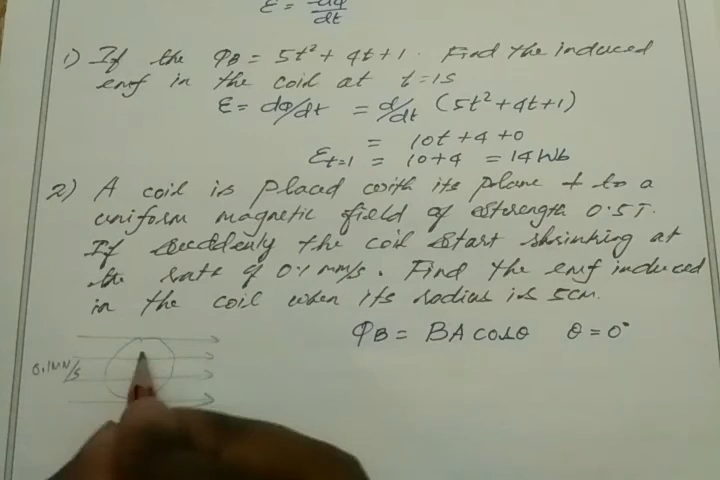 ε = dφ/dt
1) If the ΦB = 5t² + 4t + 1. Find the induced
emf in the coil at t=1s
ε = dφ/dt = d/dt (5t² + 4t + 1)
= 10t + 4 + 0
εt=1 = 10+4 = 14 Wb
2) A coil is placed with its plane ⊥ to a
uniform magnetic field of strength 0.5T.
If suddenly the coil start shrinking at
the rate of 0.1 mm/s. Find the emf induced
in the coil when its radius is 5cm.
ΦB = BA cosθ θ = 0°
0.1mm/s